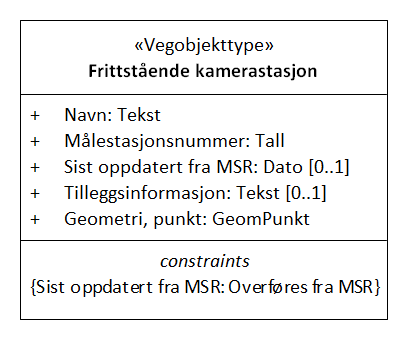 «Vegobjekttype»
Frittstående kamerastasjon
+ Navn: Tekst
+ Målestasjonsnummer: Tall
+ Sist oppdatert fra MSR: Dato [0..1]
+ Tilleggsinformasjon: Tekst [0..1]
+ Geometri, punkt: GeomPunkt
constraints
{Sist oppdatert fra MSR: Overføres fra MSR}